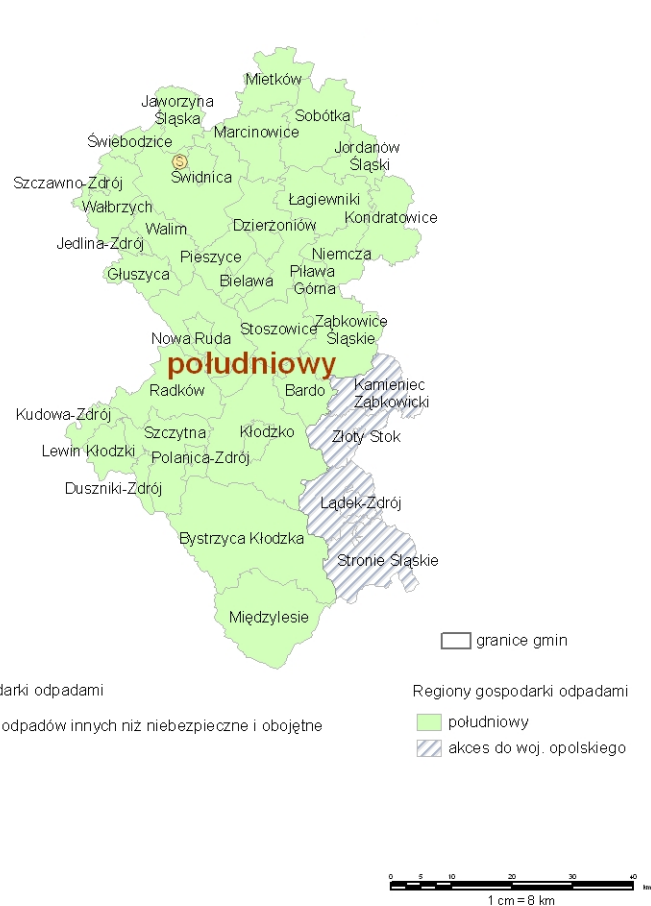 Mietków
Jaworzyna
Śląska
Sobótka
Marcinowice
Świebodzice
Jordanów
Śląski
S
Świdnica
Szczawno-Zdrój
Łagiewniki
Wałbrzych
Kondratowice
Dzierżoniów
Walim
Jedlina-Zdrój
Niemcza
Pieszyce
Piława
Górna
Głuszyca
Bielawa
Ząbkowice
Śląskie
Stoszowice
Nowa Ruda
południowy
Kamieniec
Ząbkowicki
Radków
Bardo
Kudowa-Zdrój
Szczytna
Kłodzko
Złoty Stok
Lewin Kłodzki
Polanica-Zdrój
Duszniki-Zdrój
Lądek-Zdrój
Bystrzyca Kłodzka
Stronie Śląskie
Międzylesie
granice gmin
darki odpadami
Regiony gospodarki odpadami
odpadów innych niż niebezpieczne i obojętne
południowy
akces do woj. opolskiego
0 5 10 20 30 40
km
1 cm = 8 km